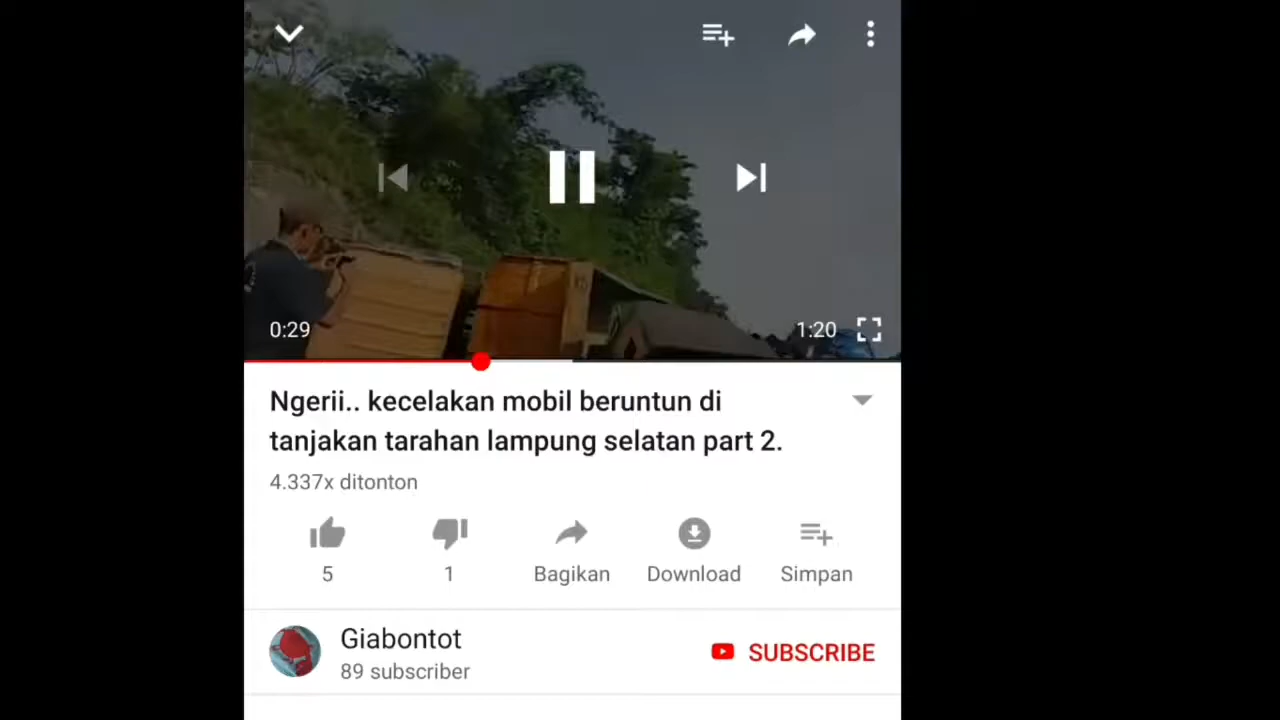 0:29
1:20
Ngerii.. kecelakan mobil beruntun di
tanjakan tarahan lampung selatan part 2.
4.337x ditonton
5
1
Bagikan
Download
Simpan
Giabontot
89 subscriber
SUBSCRIBE